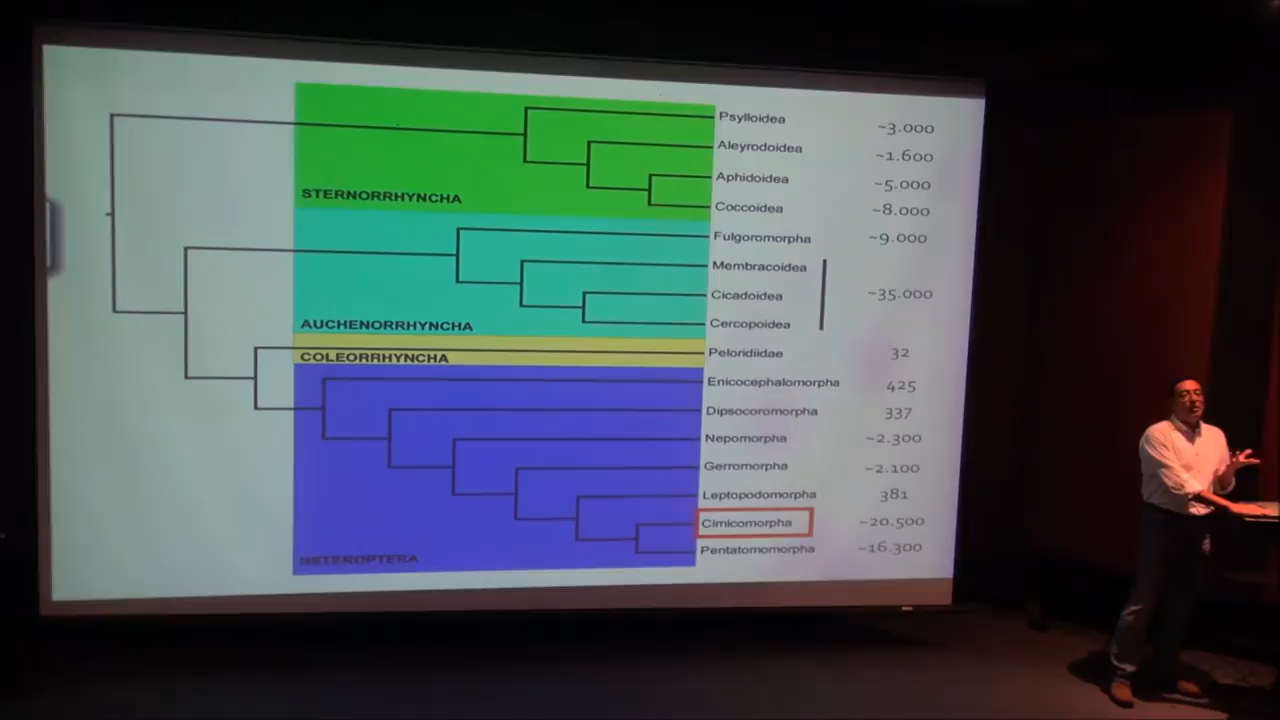 Psylloidea ~3.000
Aleyrodoidea ~1.600
Aphidoidea ~5.000
STERNORRHYNCHA
Coccoidea ~8.000
Fulgoromorpha ~9.000
Membracoidea
Cicadoidea ~35.000
AUCHENORRHYNCHA
Cercopoidea
COLEORRHYNCHA
Peloridiidae 32
Enicocephalomorpha 425
Dipsocoromorpha 337
Nepomorpha ~2.300
Gerromorpha ~2.100
Leptopodomorpha 381
Cimicomorpha ~20.500
HETEROPTERA
Pentatomomorpha ~16.300